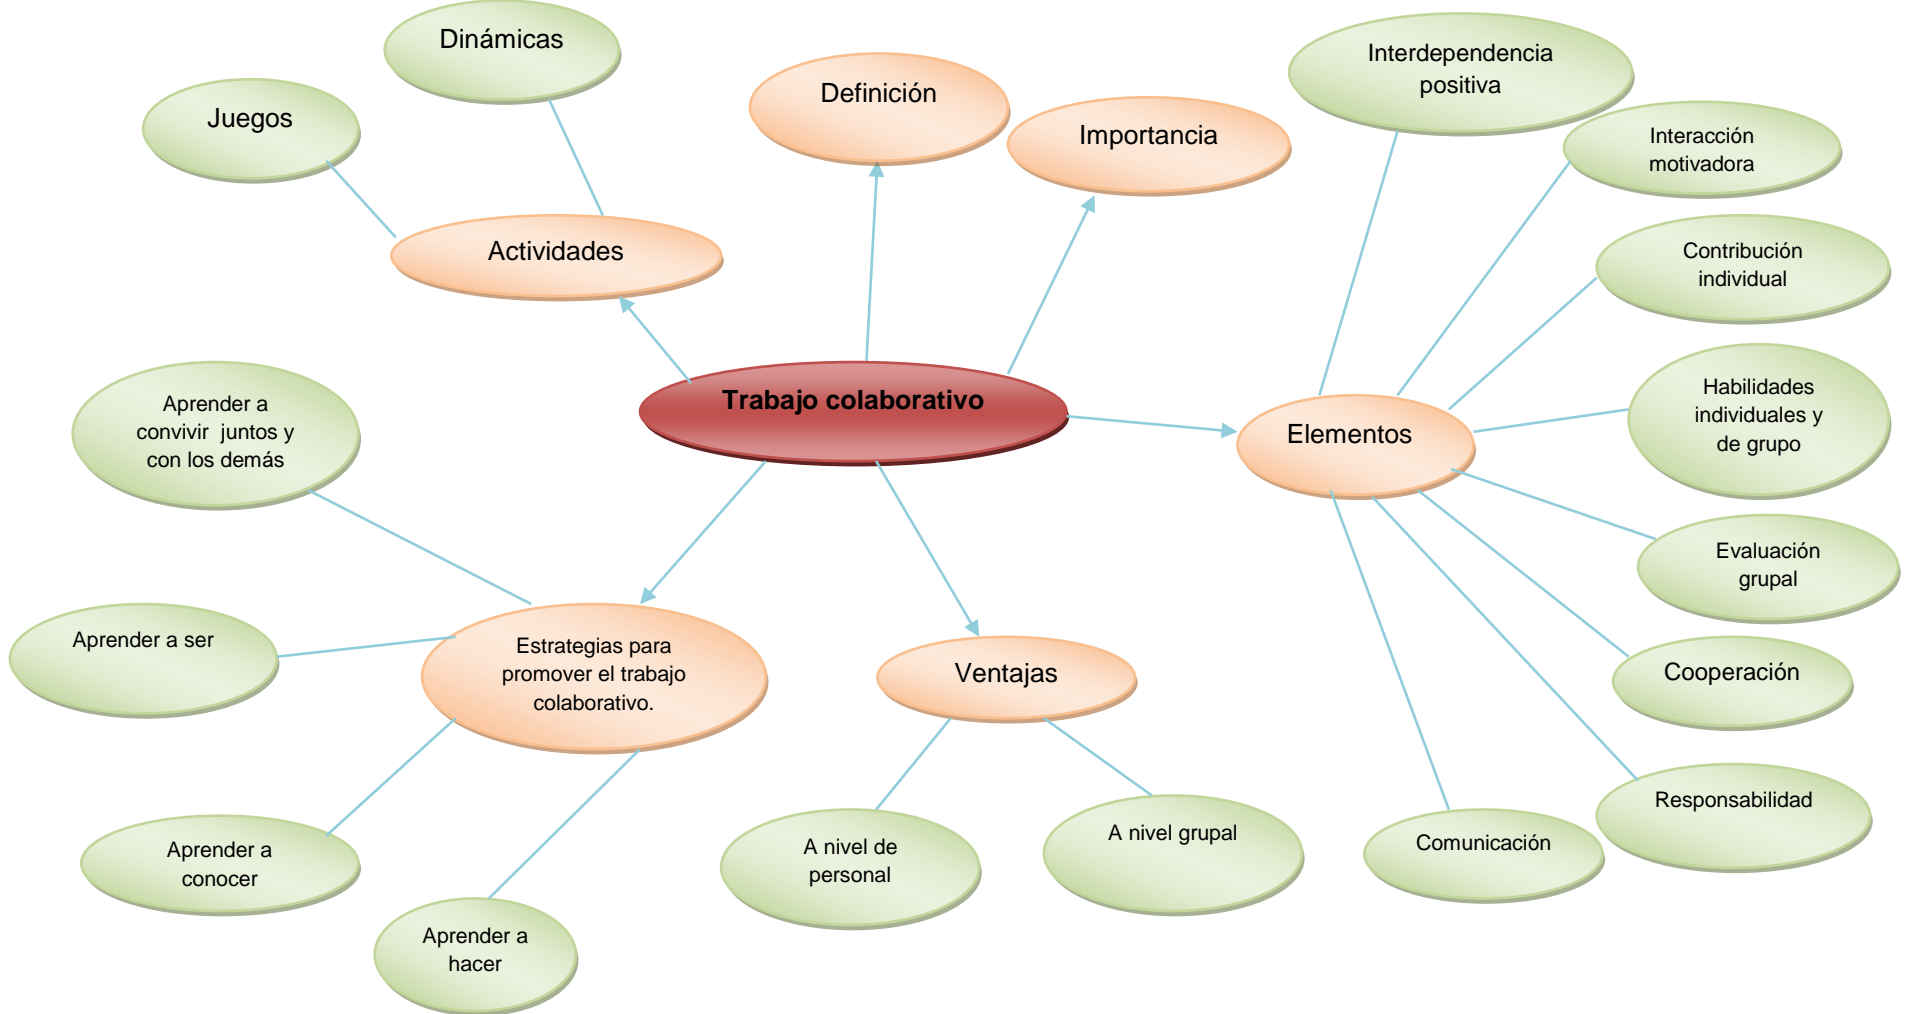 Dinámicas
Juegos
Definición
Importancia
Interdependencia
positiva
Interacción
motivadora
Actividades
Contribución
individual
Trabajo colaborativo
Habilidades
individuales y
de grupo
Elementos
Aprender a
convivir juntos y
con los demás
Evaluación
grupal
Aprender a ser
Estrategias para
promover el trabajo
colaborativo.
Ventajas
Cooperación
Responsabilidad
Aprender a
conocer
A nivel de
personal
A nivel grupal
Comunicación
Aprender a
hacer